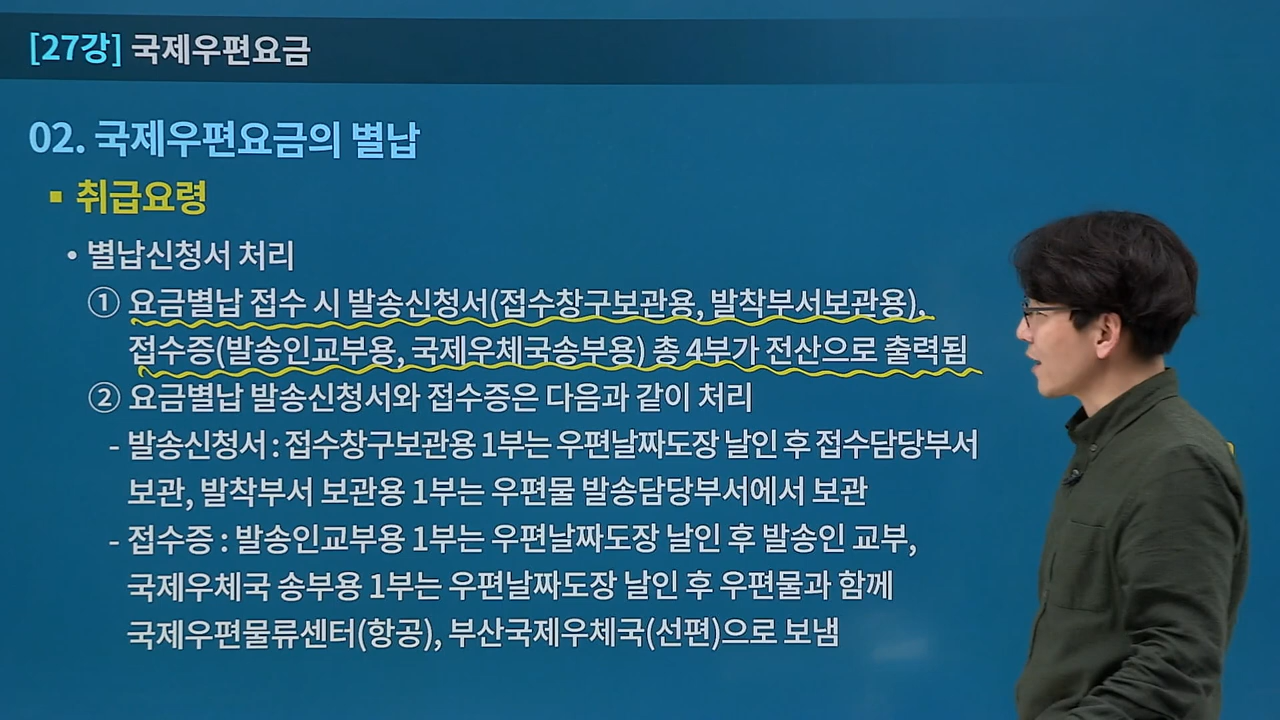 [27강] 국제우편요금
02. 국제우편요금의 별납
▪ 취급요령
• 별납신청서 처리
① 요금별납 접수 시 발송신청서(접수창구보관용, 발착부서보관용).
접수증(발송인교부용, 국제우체국송부용) 총 4부가 전산으로 출력됨
② 요금별납 발송신청서와 접수증은 다음과 같이 처리
- 발송신청서 : 접수창구보관용 1부는 우편날짜도장 날인 후 접수담당부서
보관, 발착부서 보관용 1부는 우편물 발송담당부서에서 보관
- 접수증 : 발송인교부용 1부는 우편날짜도장 날인 후 발송인 교부,
국제우체국 송부용 1부는 우편날짜도장 날인 후 우편물과 함께
국제우편물류센터(항공), 부산국제우체국(선편)으로 보냄